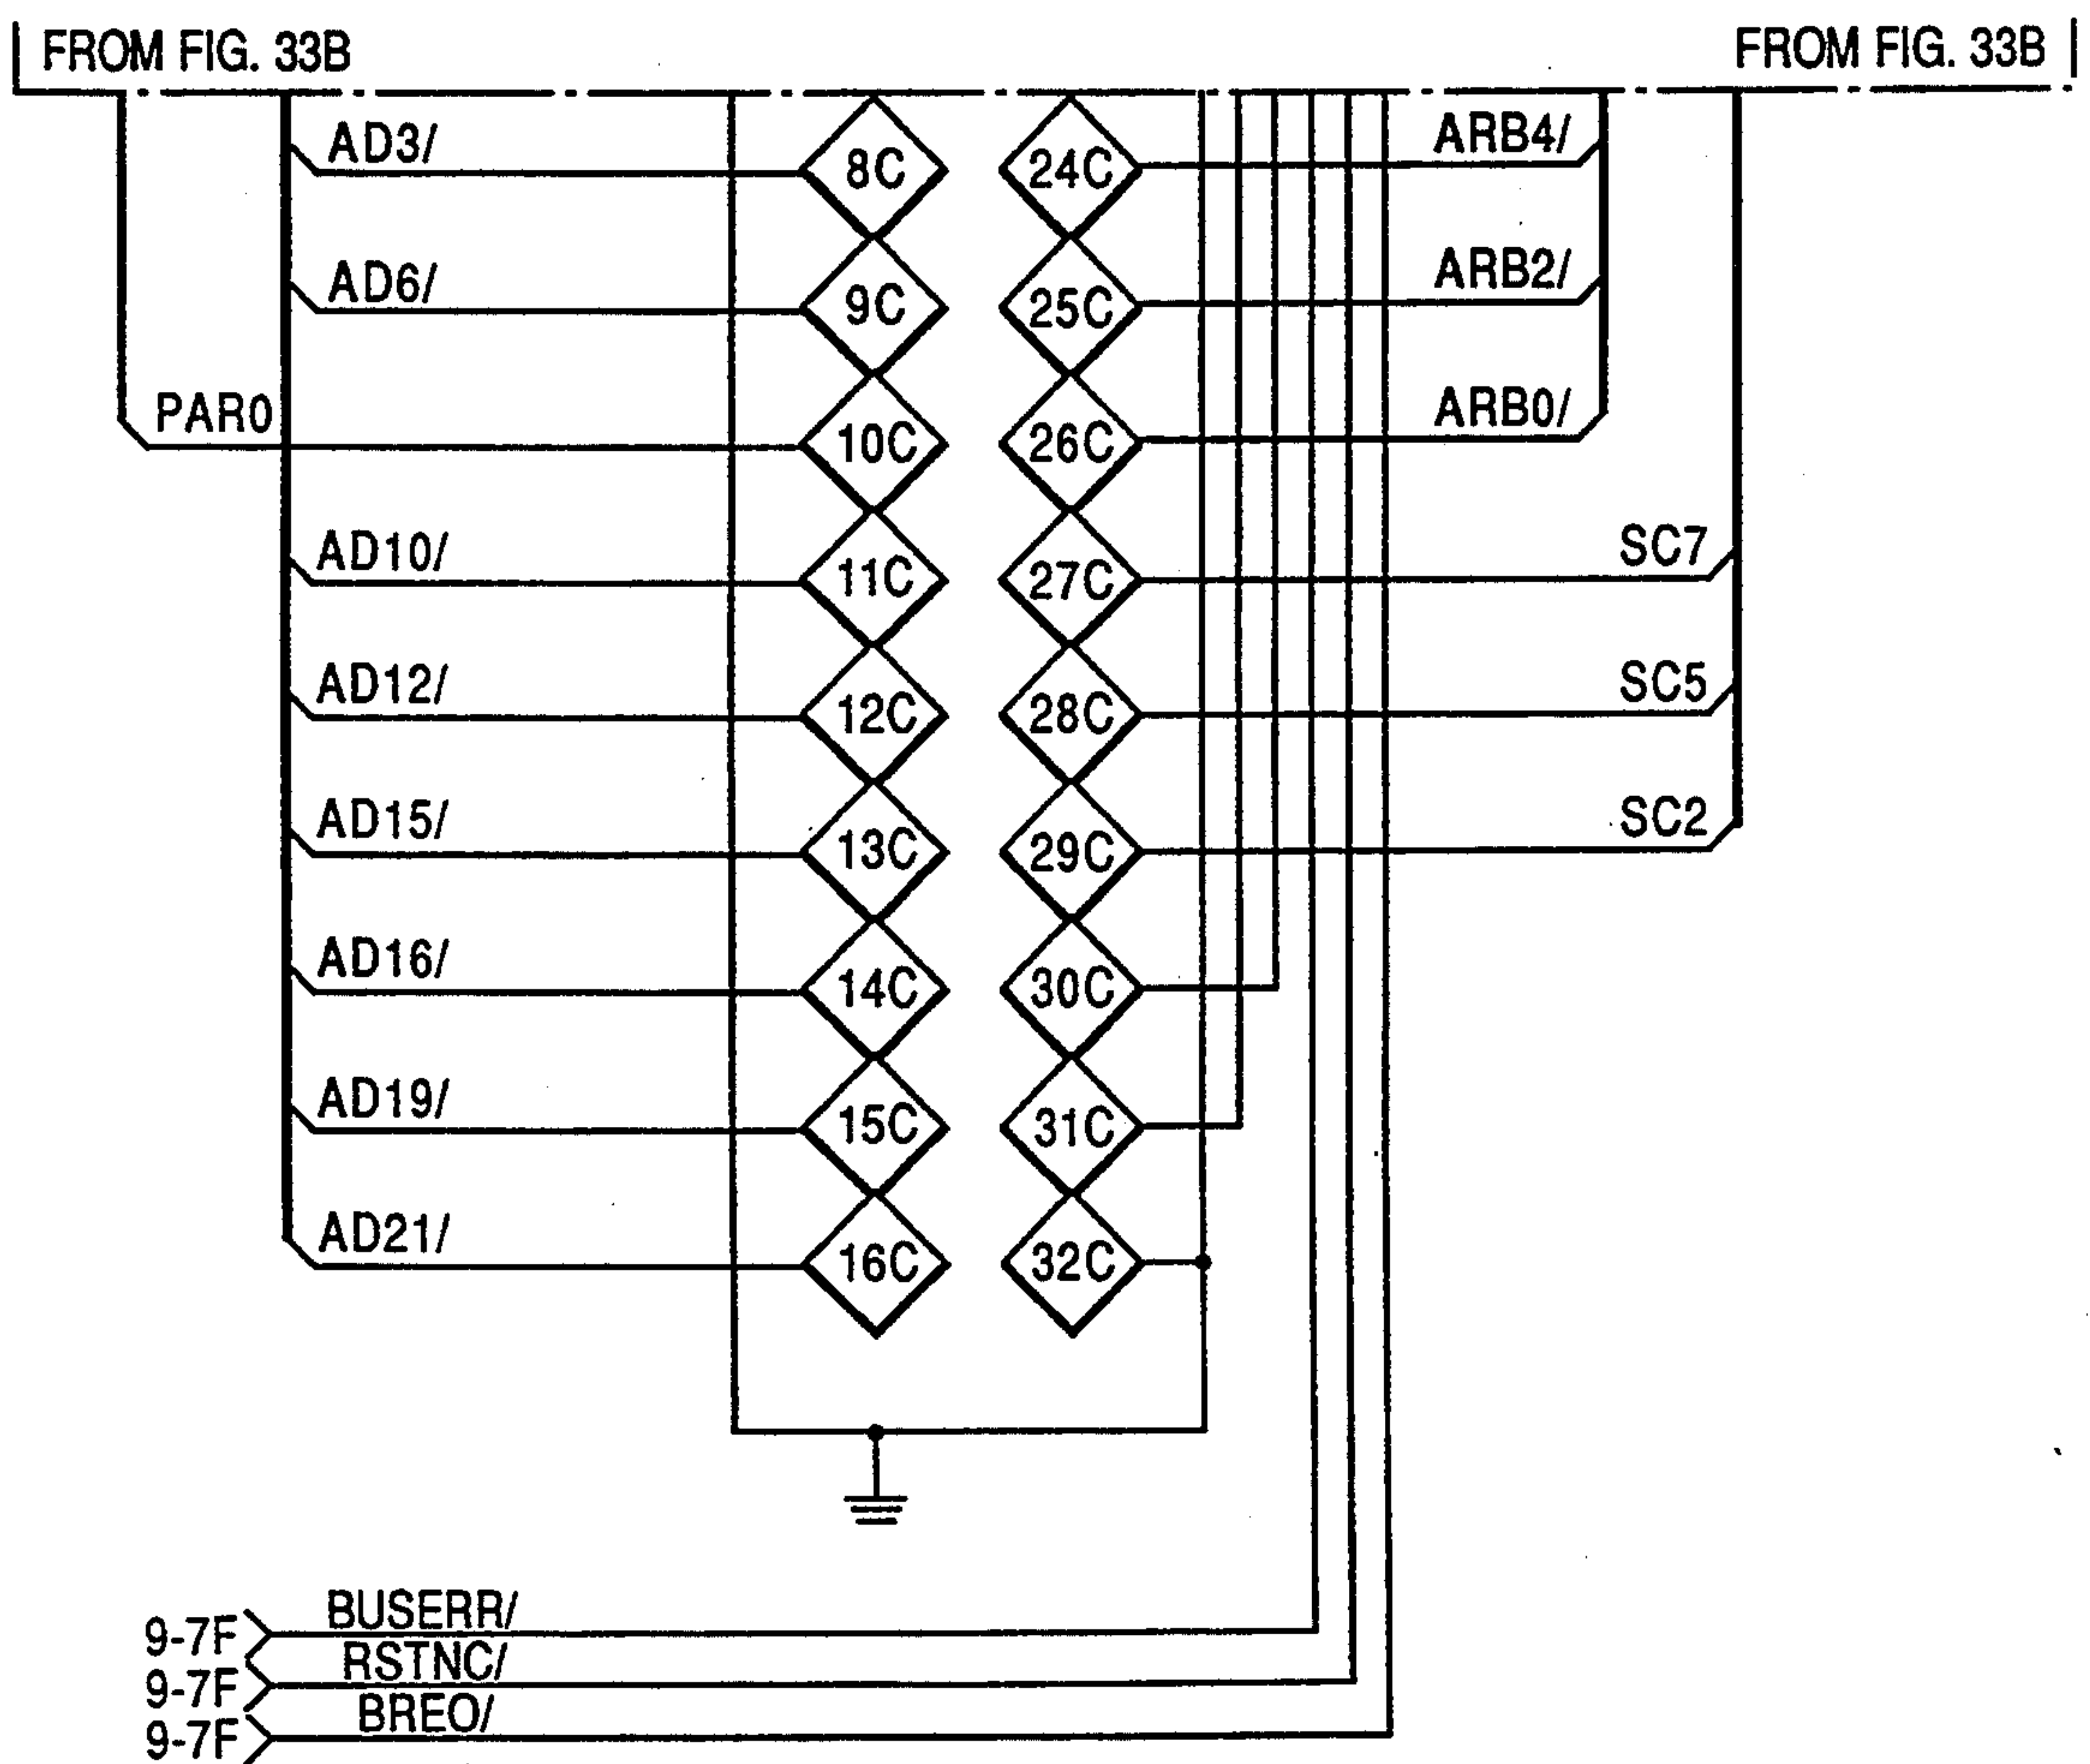 FROM FIG. 33B FROM FIG. 33B
AD3/ 8C 24C ARB4/
AD6/ 9C 25C ARB2/
PAR0 10C 26C ARB0/
AD10/ 11C 27C SC7
AD12/ 12C 28C SC5
AD15/ 13C 29C SC2
AD16/ 14C 30C
AD19/ 15C 31C
AD21/ 16C 32C
9-7F BUSERR/
9-7F RSTNC/
9-7F BREO/